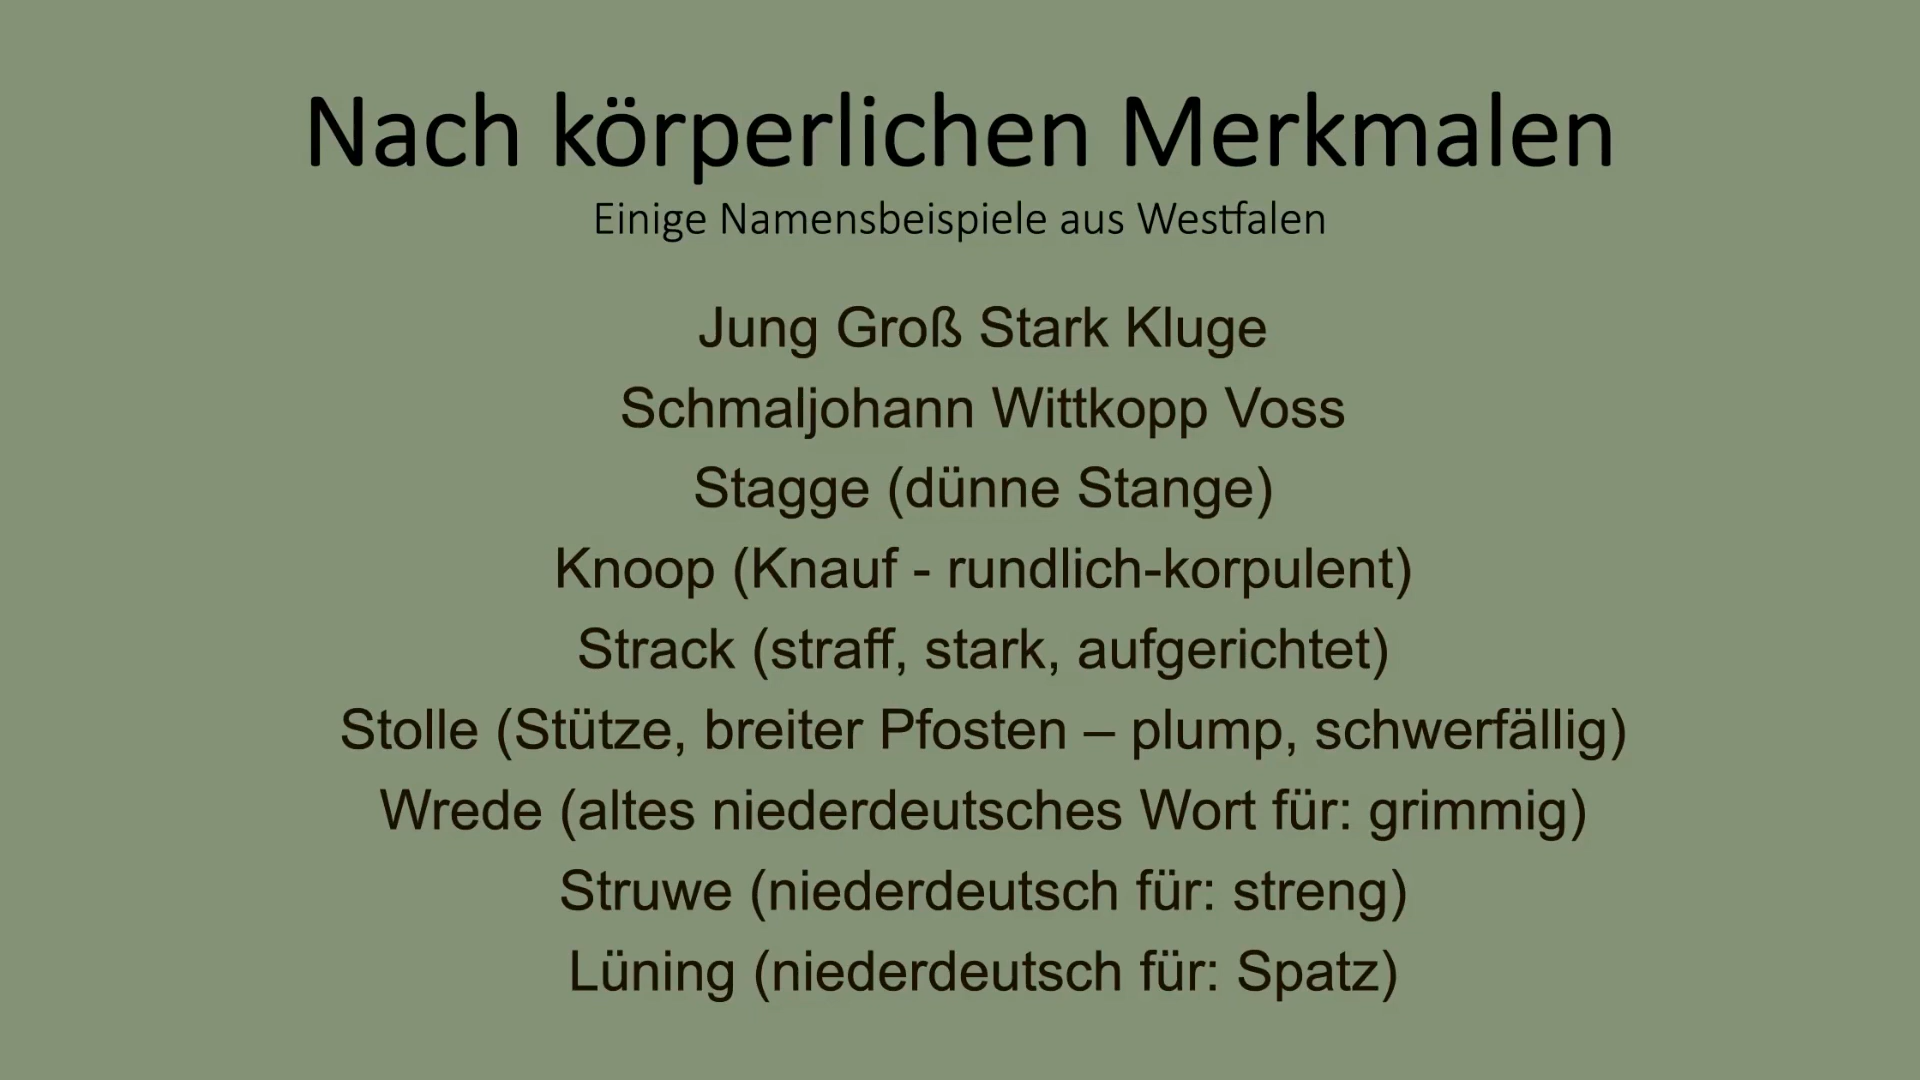 Nach körperlichen Merkmalen
Einige Namensbeispiele aus Westfalen
Jung Groß Stark Kluge
Schmaljohann Wittkopp Voss
Stagge (dünne Stange)
Knoop (Knauf - rundlich-korpulent)
Strack (straff, stark, aufgerichtet)
Stolle (Stütze, breiter Pfosten – plump, schwerfällig)
Wrede (altes niederdeutsches Wort für: grimmig)
Struwe (niederdeutsch für: streng)
Lüning (niederdeutsch für: Spatz)